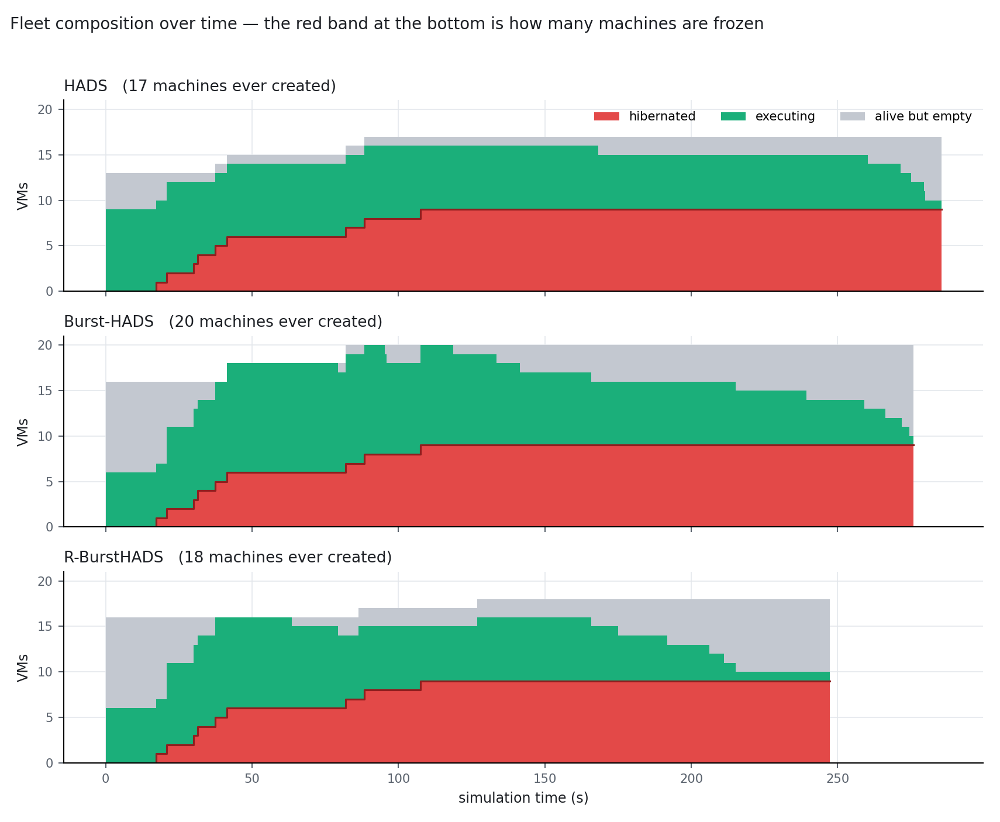 Fleet composition over time — the red band at the bottom is how many machines are frozen
HADS   (17 machines ever created)
20
15
10
5
0
VMs
hibernated
executing
alive but empty
Burst-HADS   (20 machines ever created)
20
15
10
5
0
VMs
R-BurstHADS   (18 machines ever created)
20
15
10
5
0
VMs
0 50 100 150 200 250
simulation time (s)